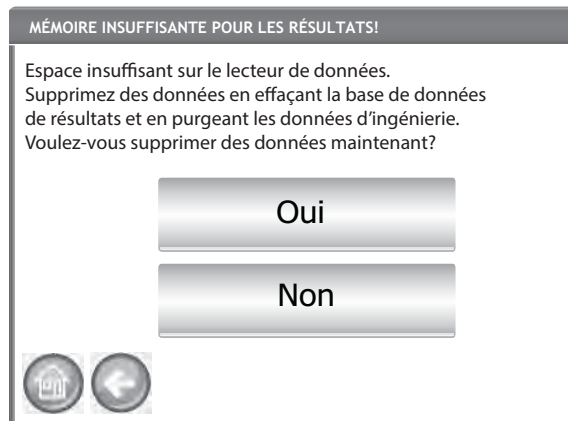 MÉMOIRE INSUFFISANTE POUR LES RÉSULTATS!
Espace insuffisant sur le lecteur de données.
Supprimez des données en effaçant la base de données
de résultats et en purgeant les données d’ingénierie.
Voulez-vous supprimer des données maintenant?
Oui
Non